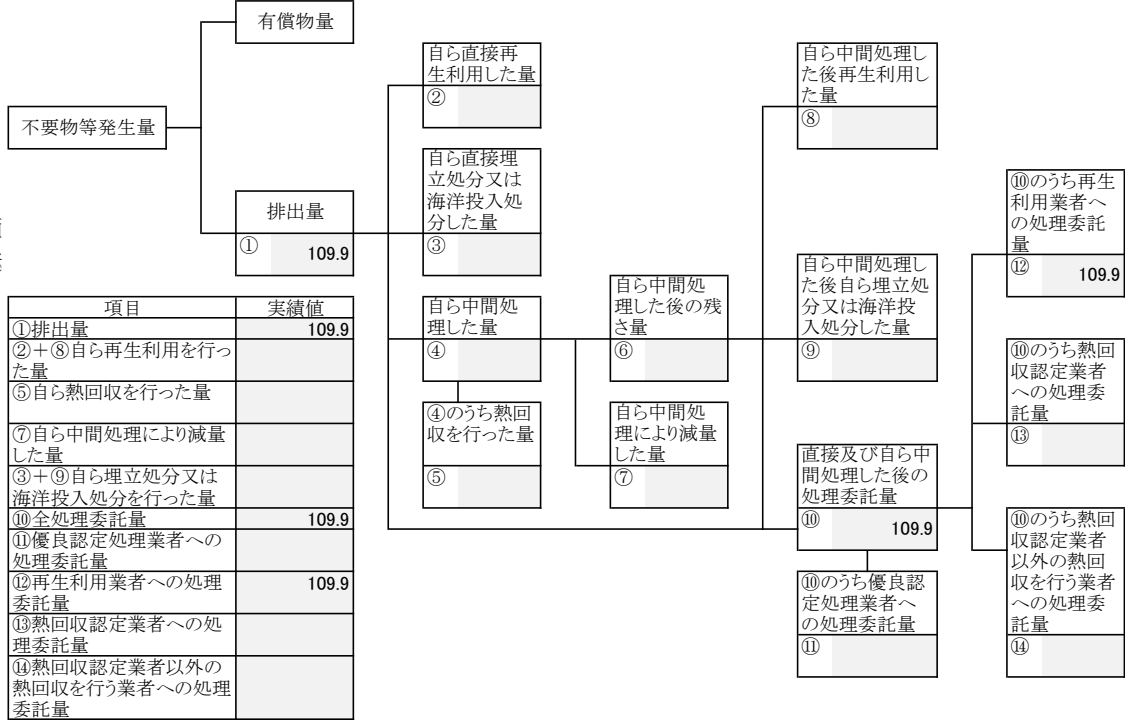 有償物量
不要物等発生量
排出量
①
109.9
自ら直接再
生利用した量
②
自ら直接埋
立処分又は
海洋投入処
分した量
③
自ら中間処
理した量
④
④のうち熱回
収を行った量
⑤
自ら中間処
理した後の残
さ量
⑥
自ら中間処
理により減量
した量
⑦
自ら中間処理し
た後再生利用し
た量
⑧
自ら中間処理し
た後自ら埋立処
分又は海洋投
入処分した量
⑨
直接及び自ら中
間処理した後の
処理委託量
⑩
109.9
⑩のうち優良認
定処理業者へ
の処理委託量
⑪
⑩のうち再生
利用業者へ
の処理委託
量
⑫
109.9
⑩のうち熱回
収認定業者
への処理委
託量
⑬
⑩のうち熱回
収認定業者
以外の熱回
収を行う業者
への処理委
託量
⑭
項目 実績値
①排出量 109.9
②＋⑧自ら再生利用を行っ
た量
⑤自ら熱回収を行った量
⑦自ら中間処理により減量
した量
③＋⑨自ら埋立処分又は
海洋投入処分を行った量
⑩全処理委託量 109.9
⑪優良認定処理業者への
処理委託量
⑫再生利用業者への処理 109.9
委託量
⑬熱回収認定業者への処
理委託量
⑭熱回収認定業者以外の
熱回収を行う業者への処理
委託量